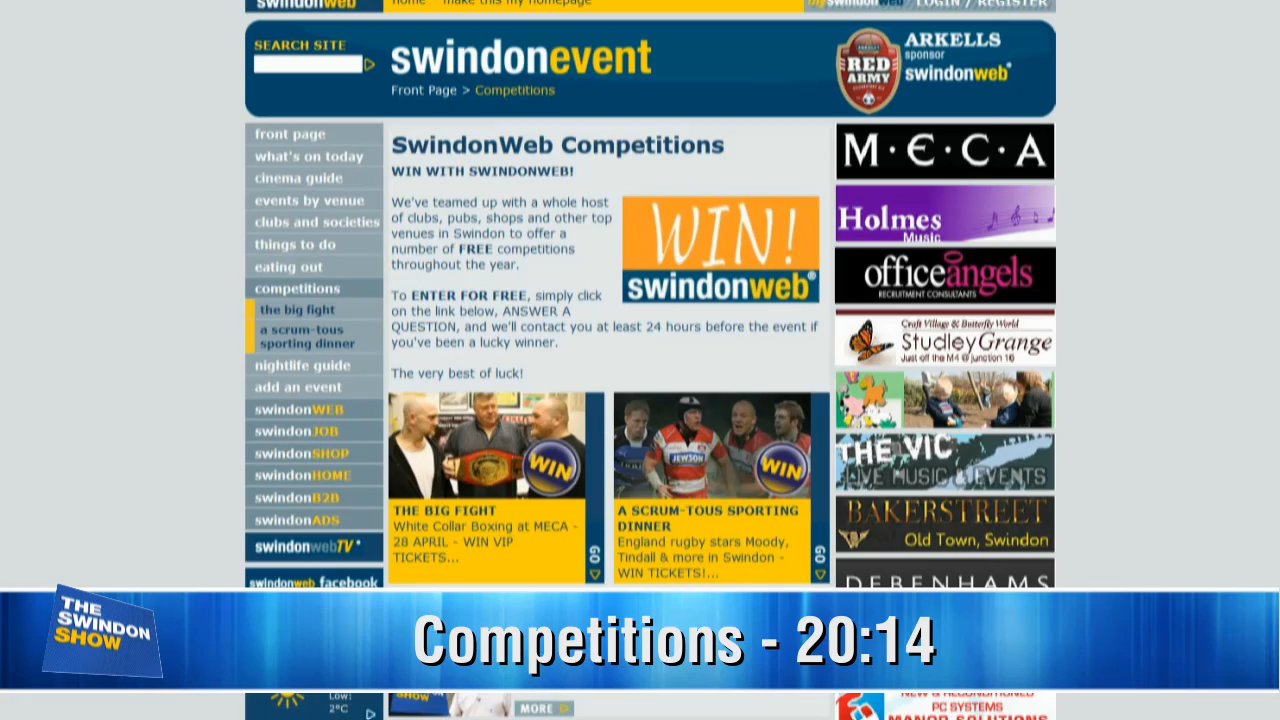 swindonweb
home - make this my homepage
myswindonweb / LOGIN / REGISTER
SEARCH SITE
swindonevent
Front Page > Competitions
ARKELLS
sponsor
swindonweb
RED
ARMY
front page
what's on today
cinema guide
events by venue
clubs and societies
things to do
eating out
competitions
the big fight
a scrum-tous
sporting dinner
nightlife guide
add an event
swindonWEB
swindonJOB
swindonSHOP
swindonHOME
swindonB2B
swindonADS
swindonwebTV
swindonweb facebook
Low:
2°C
SwindonWeb Competitions
WIN WITH SWINDONWEB!
We've teamed up with a whole host
of clubs, pubs, shops and other top
venues in Swindon to offer a
number of FREE competitions
throughout the year.
To ENTER FOR FREE, simply click
on the link below, ANSWER A
QUESTION, and we'll contact you at least 24 hours before the event if
you've been a lucky winner.
The very best of luck!
WIN!
swindonweb®
WIN
THE BIG FIGHT
White Collar Boxing at MECA -
28 APRIL - WIN VIP
TICKETS...
GO
JEWSON
WIN
A SCRUM-TOUS SPORTING
DINNER
England rugby stars Moody,
Tindall & more in Swindon -
WIN TICKETS!...
GO
MORE
M·E·C·A
Holmes
Music
officeangels
RECRUITMENT CONSULTANTS
Craft Village & Butterfly World
Studley Grange
Just off the M4 @ junction 16
THE VIC
LIVE MUSIC & EVENTS
BAKERSTREET
Old Town, Swindon
DEBENHAMS
NEW & RECONDITIONED
PC SYSTEMS
MANOR SOLUTIONS
THE
SWINDON
SHOW
Competitions - 20:14